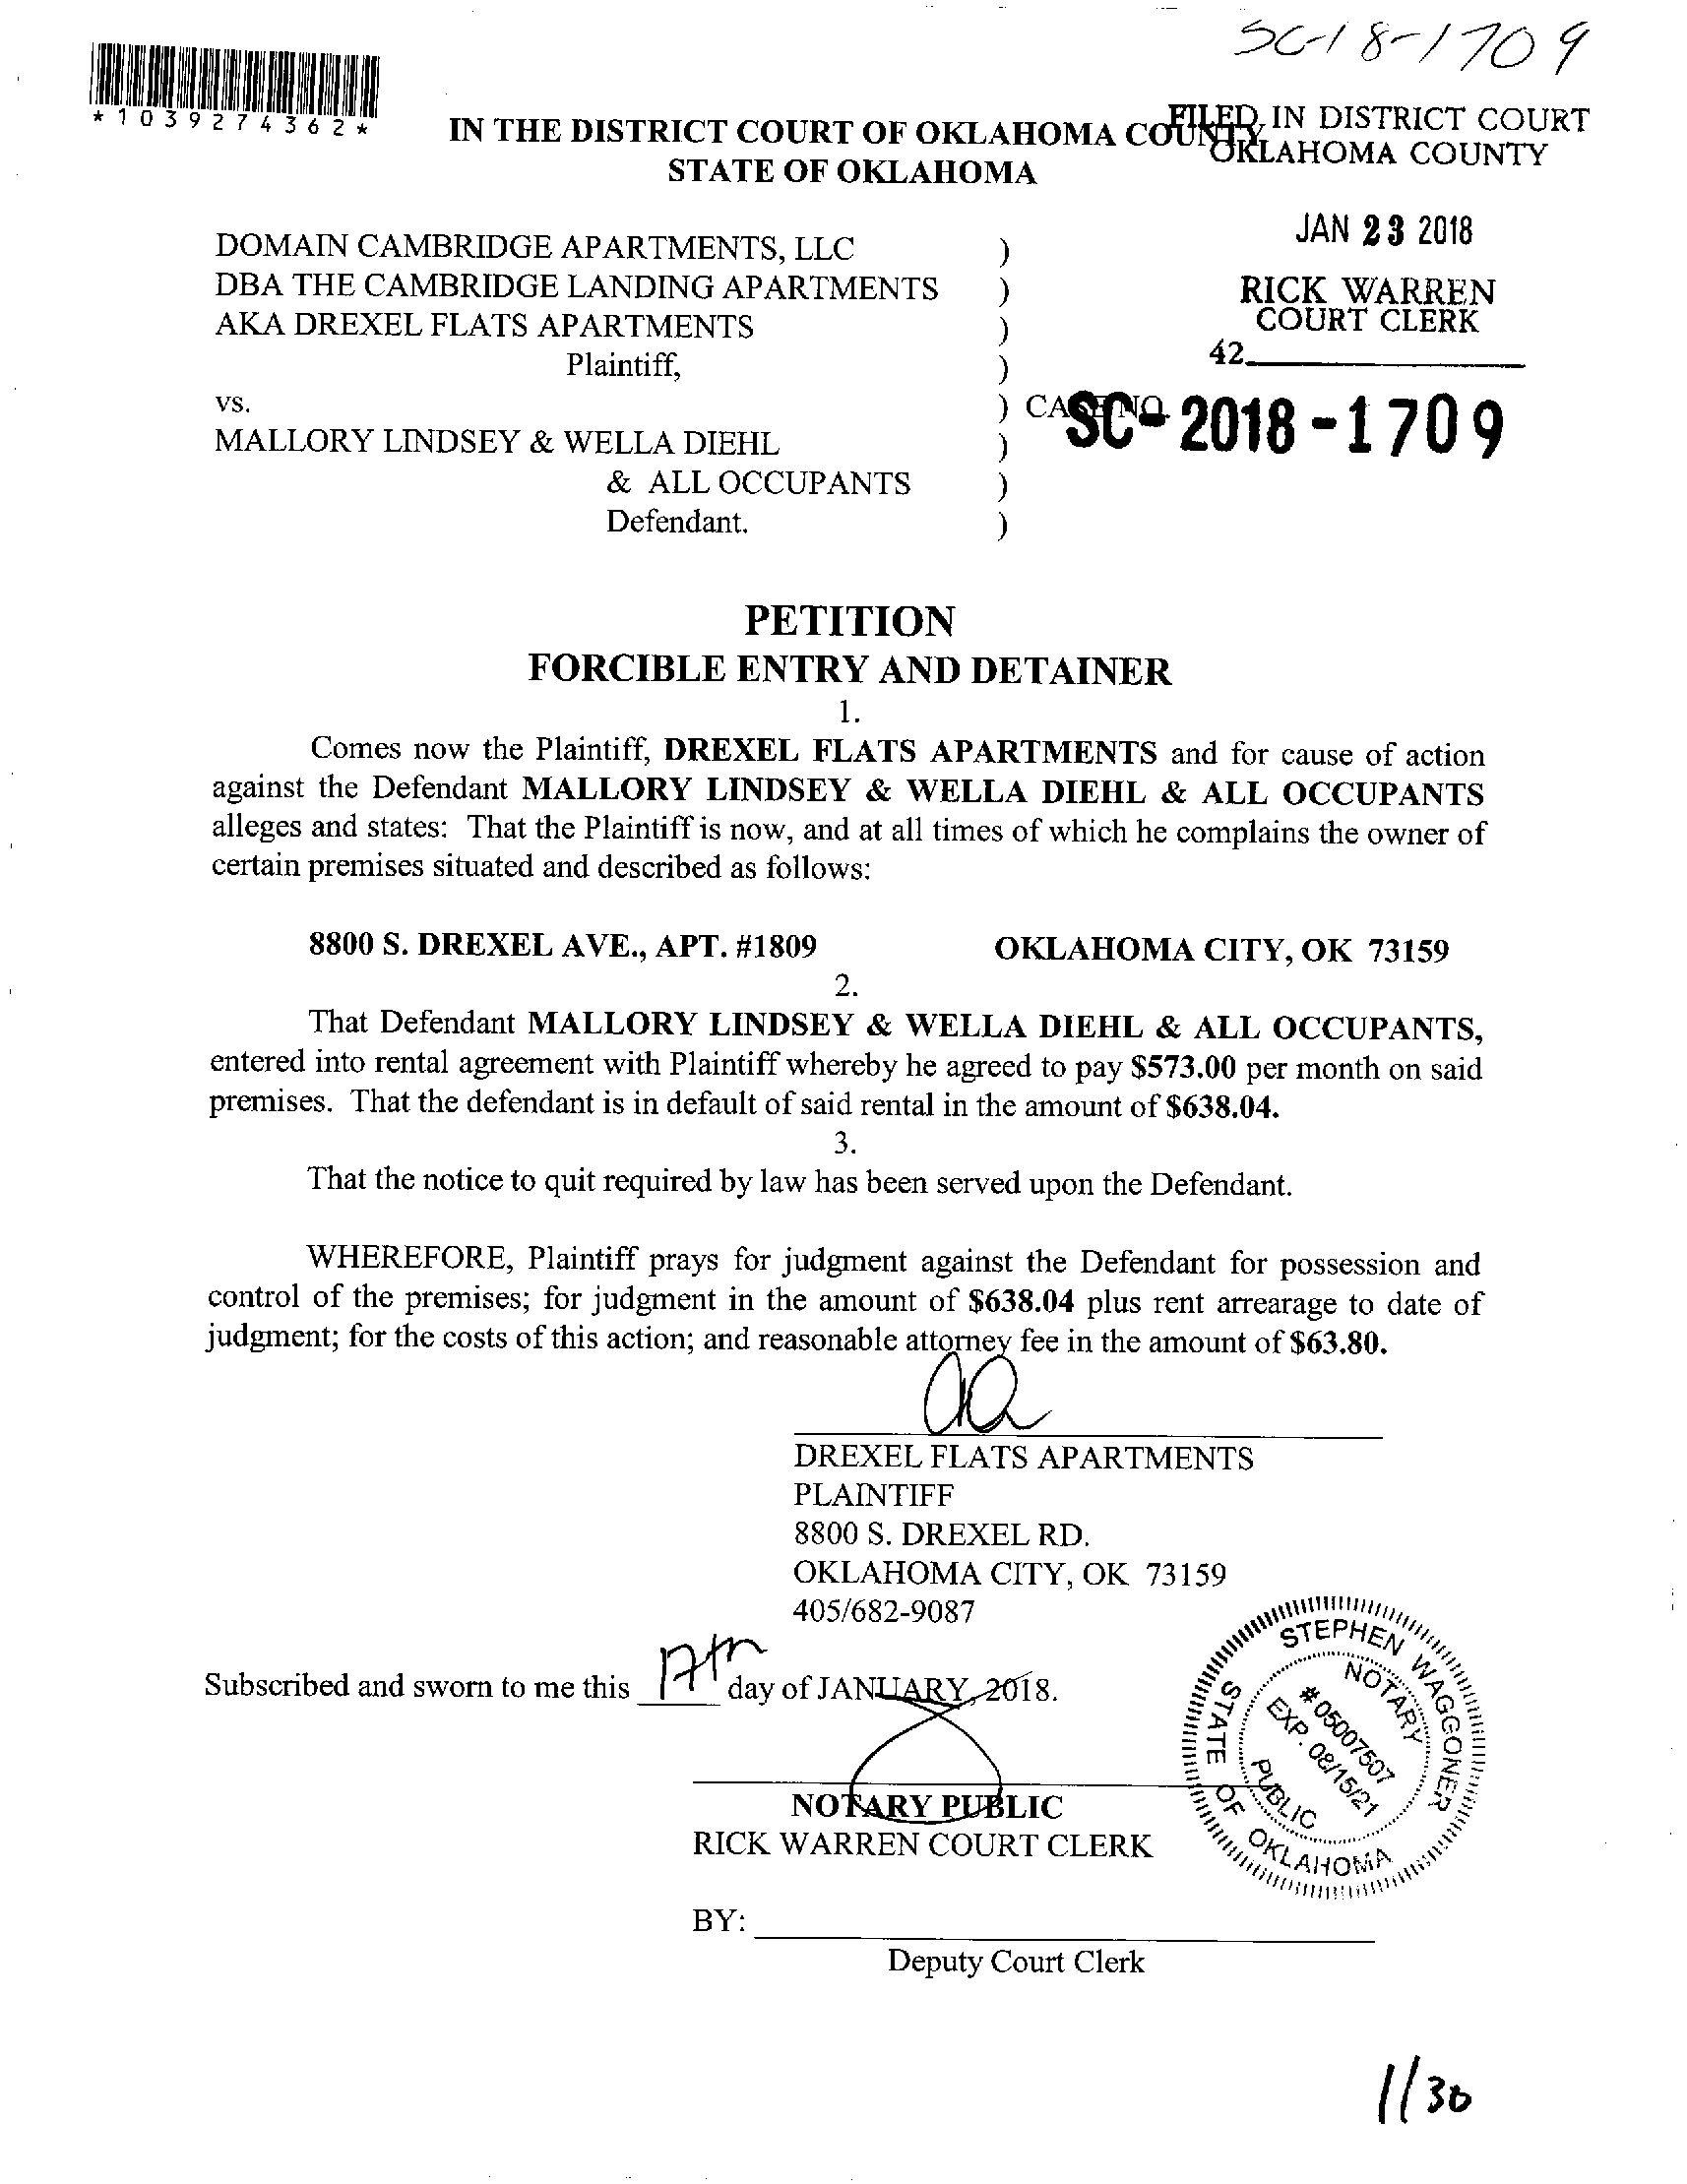 SC-18-1709
*1039274362*
IN THE DISTRICT COURT OF OKLAHOMA COUNTY
STATE OF OKLAHOMA
FILED IN DISTRICT COURT
OKLAHOMA COUNTY
JAN 23 2018
RICK WARREN
COURT CLERK
42
DOMAIN CAMBRIDGE APARTMENTS, LLC )
DBA THE CAMBRIDGE LANDING APARTMENTS )
AKA DREXEL FLATS APARTMENTS )
Plaintiff, )
vs. ) CASE NO. SC-2018-1709
MALLORY LINDSEY & WELLA DIEHL )
& ALL OCCUPANTS )
Defendant. )
PETITION
FORCIBLE ENTRY AND DETAINER
1.
Comes now the Plaintiff, DREXEL FLATS APARTMENTS and for cause of action
against the Defendant MALLORY LINDSEY & WELLA DIEHL & ALL OCCUPANTS
alleges and states: That the Plaintiff is now, and at all times of which he complains the owner of
certain premises situated and described as follows:
8800 S. DREXEL AVE., APT. #1809 OKLAHOMA CITY, OK 73159
2.
That Defendant MALLORY LINDSEY & WELLA DIEHL & ALL OCCUPANTS,
entered into rental agreement with Plaintiff whereby he agreed to pay $573.00 per month on said
premises. That the defendant is in default of said rental in the amount of $638.04.
3.
That the notice to quit required by law has been served upon the Defendant.
WHEREFORE, Plaintiff prays for judgment against the Defendant for possession and
control of the premises; for judgment in the amount of $638.04 plus rent arrearage to date of
judgment; for the costs of this action; and reasonable attorney fee in the amount of $63.80.
DREXEL FLATS APARTMENTS
PLAINTIFF
8800 S. DREXEL RD.
OKLAHOMA CITY, OK 73159
405/682-9087
Subscribed and sworn to me this 17th day of JANUARY, 2018.
NOTARY PUBLIC
RICK WARREN COURT CLERK
BY:
Deputy Court Clerk
STEPHEN WAGGONER
NOTARY
# 05007507
EXP. 08/15/21
PUBLIC
STATE OF OKLAHOMA
1/30